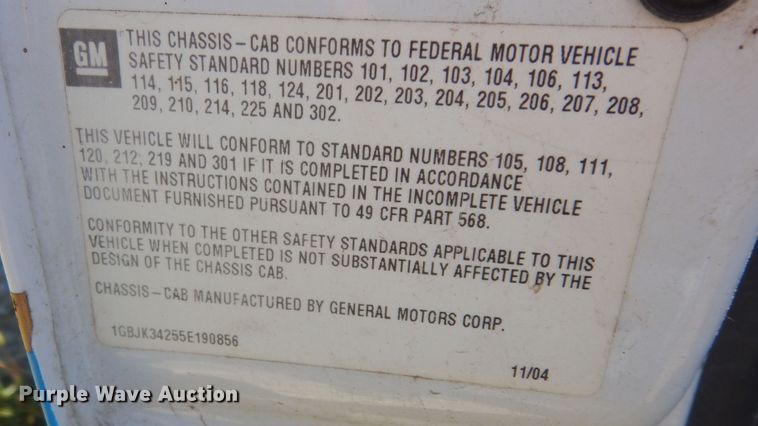 GM
THIS CHASSIS-CAB CONFORMS TO FEDERAL MOTOR VEHICLE
SAFETY STANDARD NUMBERS 101, 102, 103, 104, 106, 113,
114, 115, 116, 118, 124, 201, 202, 203, 204, 205, 206, 207, 208,
209, 210, 214, 225 AND 302.
THIS VEHICLE WILL CONFORM TO STANDARD NUMBERS 105, 108, 111,
120, 212, 219 AND 301 IF IT IS COMPLETED IN ACCORDANCE
WITH THE INSTRUCTIONS CONTAINED IN THE INCOMPLETE VEHICLE
DOCUMENT FURNISHED PURSUANT TO 49 CFR PART 568.
CONFORMITY TO THE OTHER SAFETY STANDARDS APPLICABLE TO THIS
VEHICLE WHEN COMPLETED IS NOT SUBSTANTIALLY AFFECTED BY THE
DESIGN OF THE CHASSIS CAB.
CHASSIS-CAB MANUFACTURED BY GENERAL MOTORS CORP.
1GBJK34255E190856
11/04
Purple Wave Auction